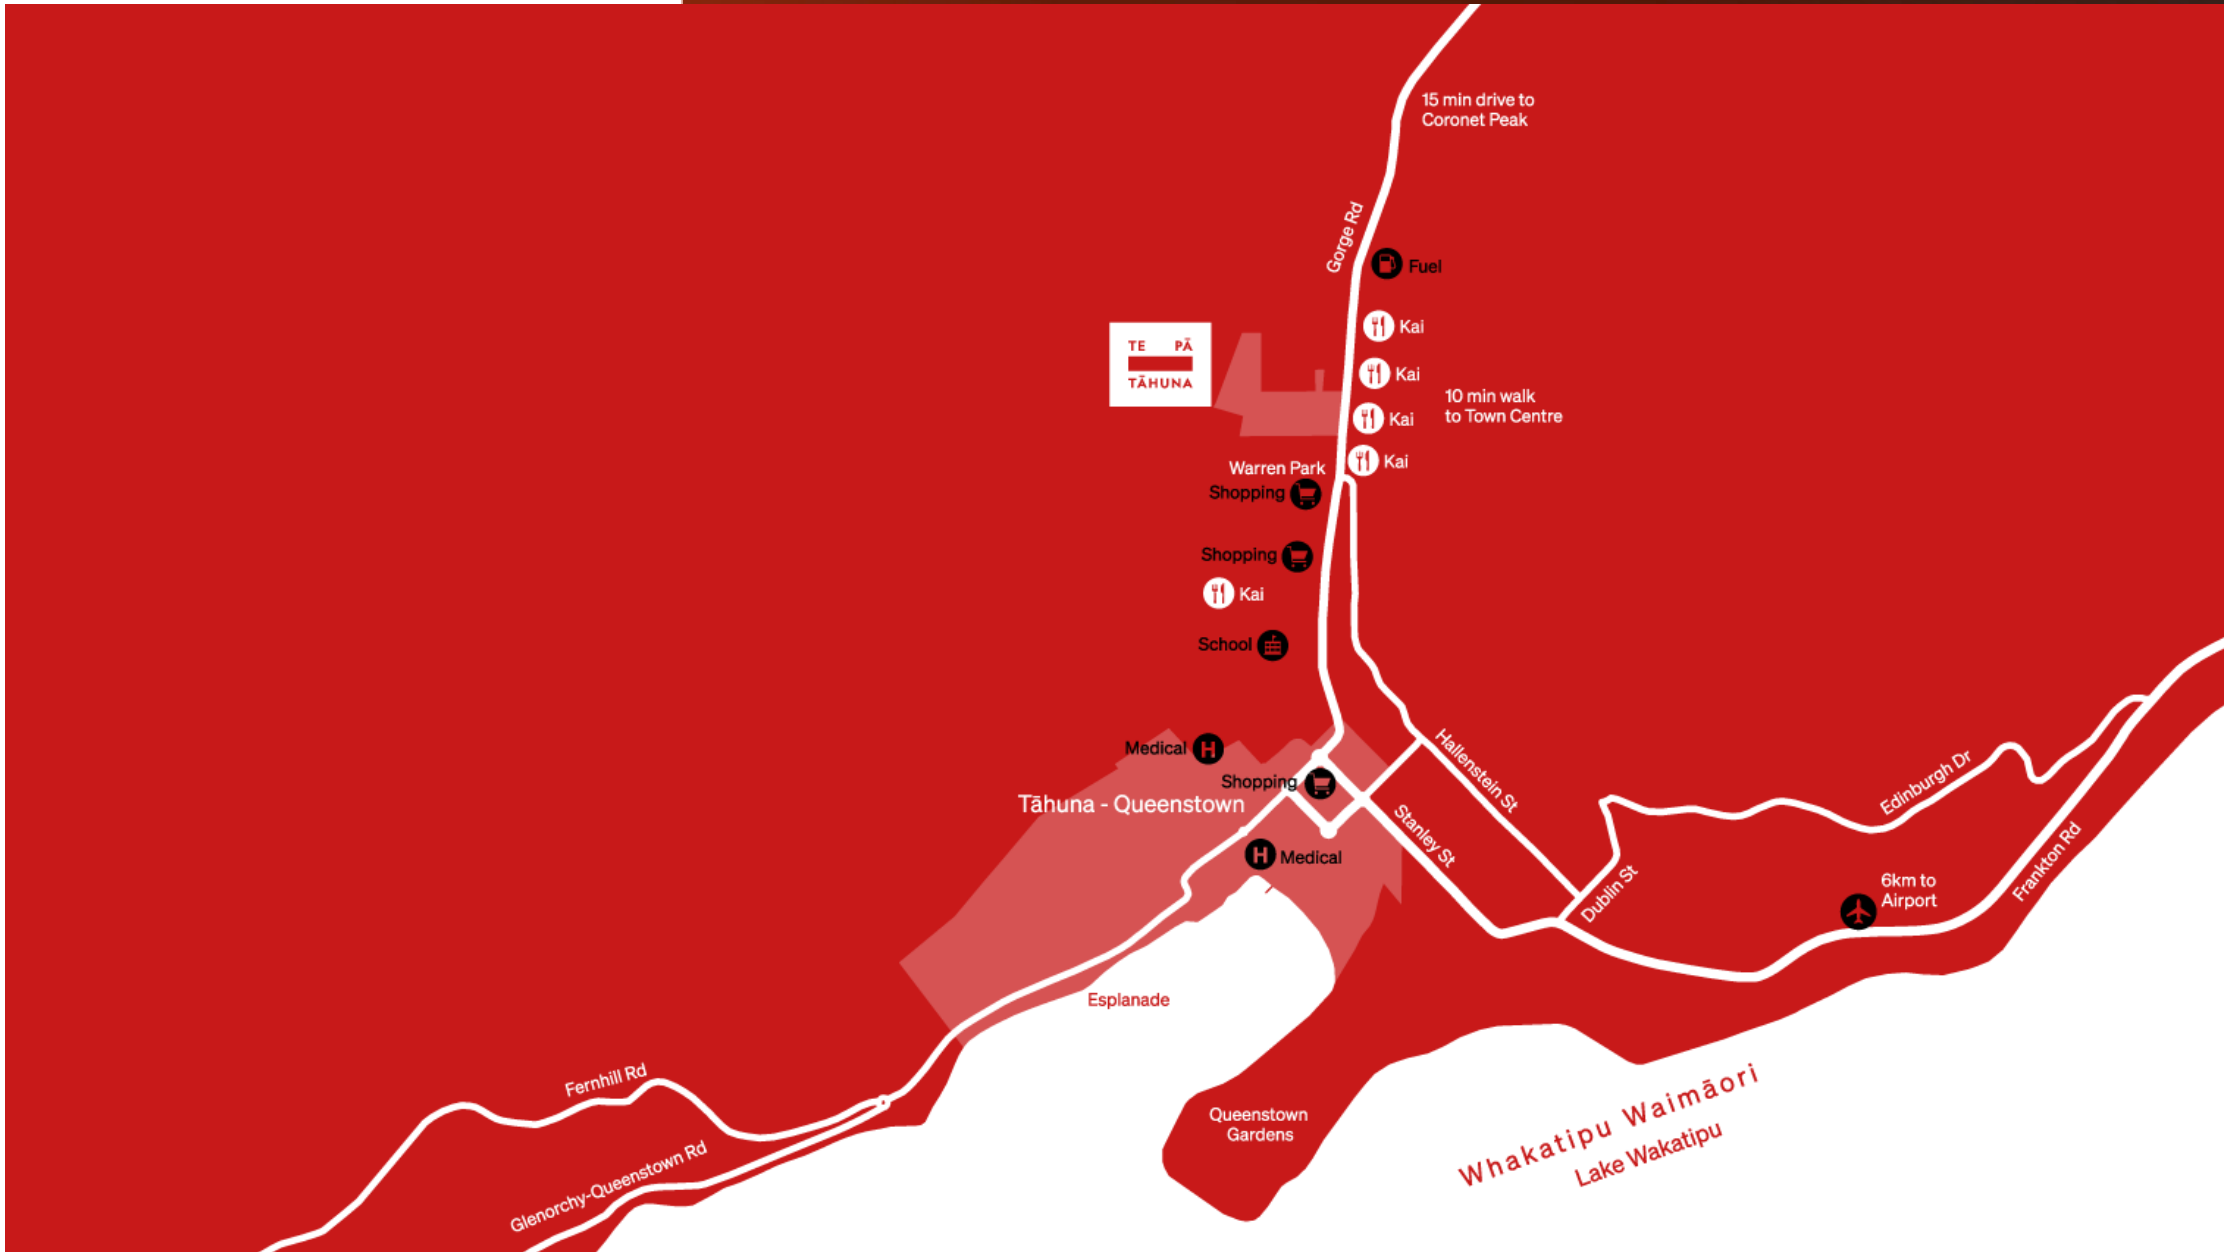 15 min drive to
Coronet Peak
Gorge Rd
Fuel
Kai
TE PĀ
TĀHUNA
Kai
10 min walk
to Town Centre
Kai
Kai
Warren Park
Shopping
Shopping
Kai
School
Medical
Shopping
Tāhuna - Queenstown
Medical
Hallenstein St
Stanley St
Dublin St
Edinburgh Dr
Frankton Rd
6km to
Airport
Esplanade
Fernhill Rd
Glenorchy-Queenstown Rd
Queenstown
Gardens
Whakatipu Waimāori
Lake Wakatipu